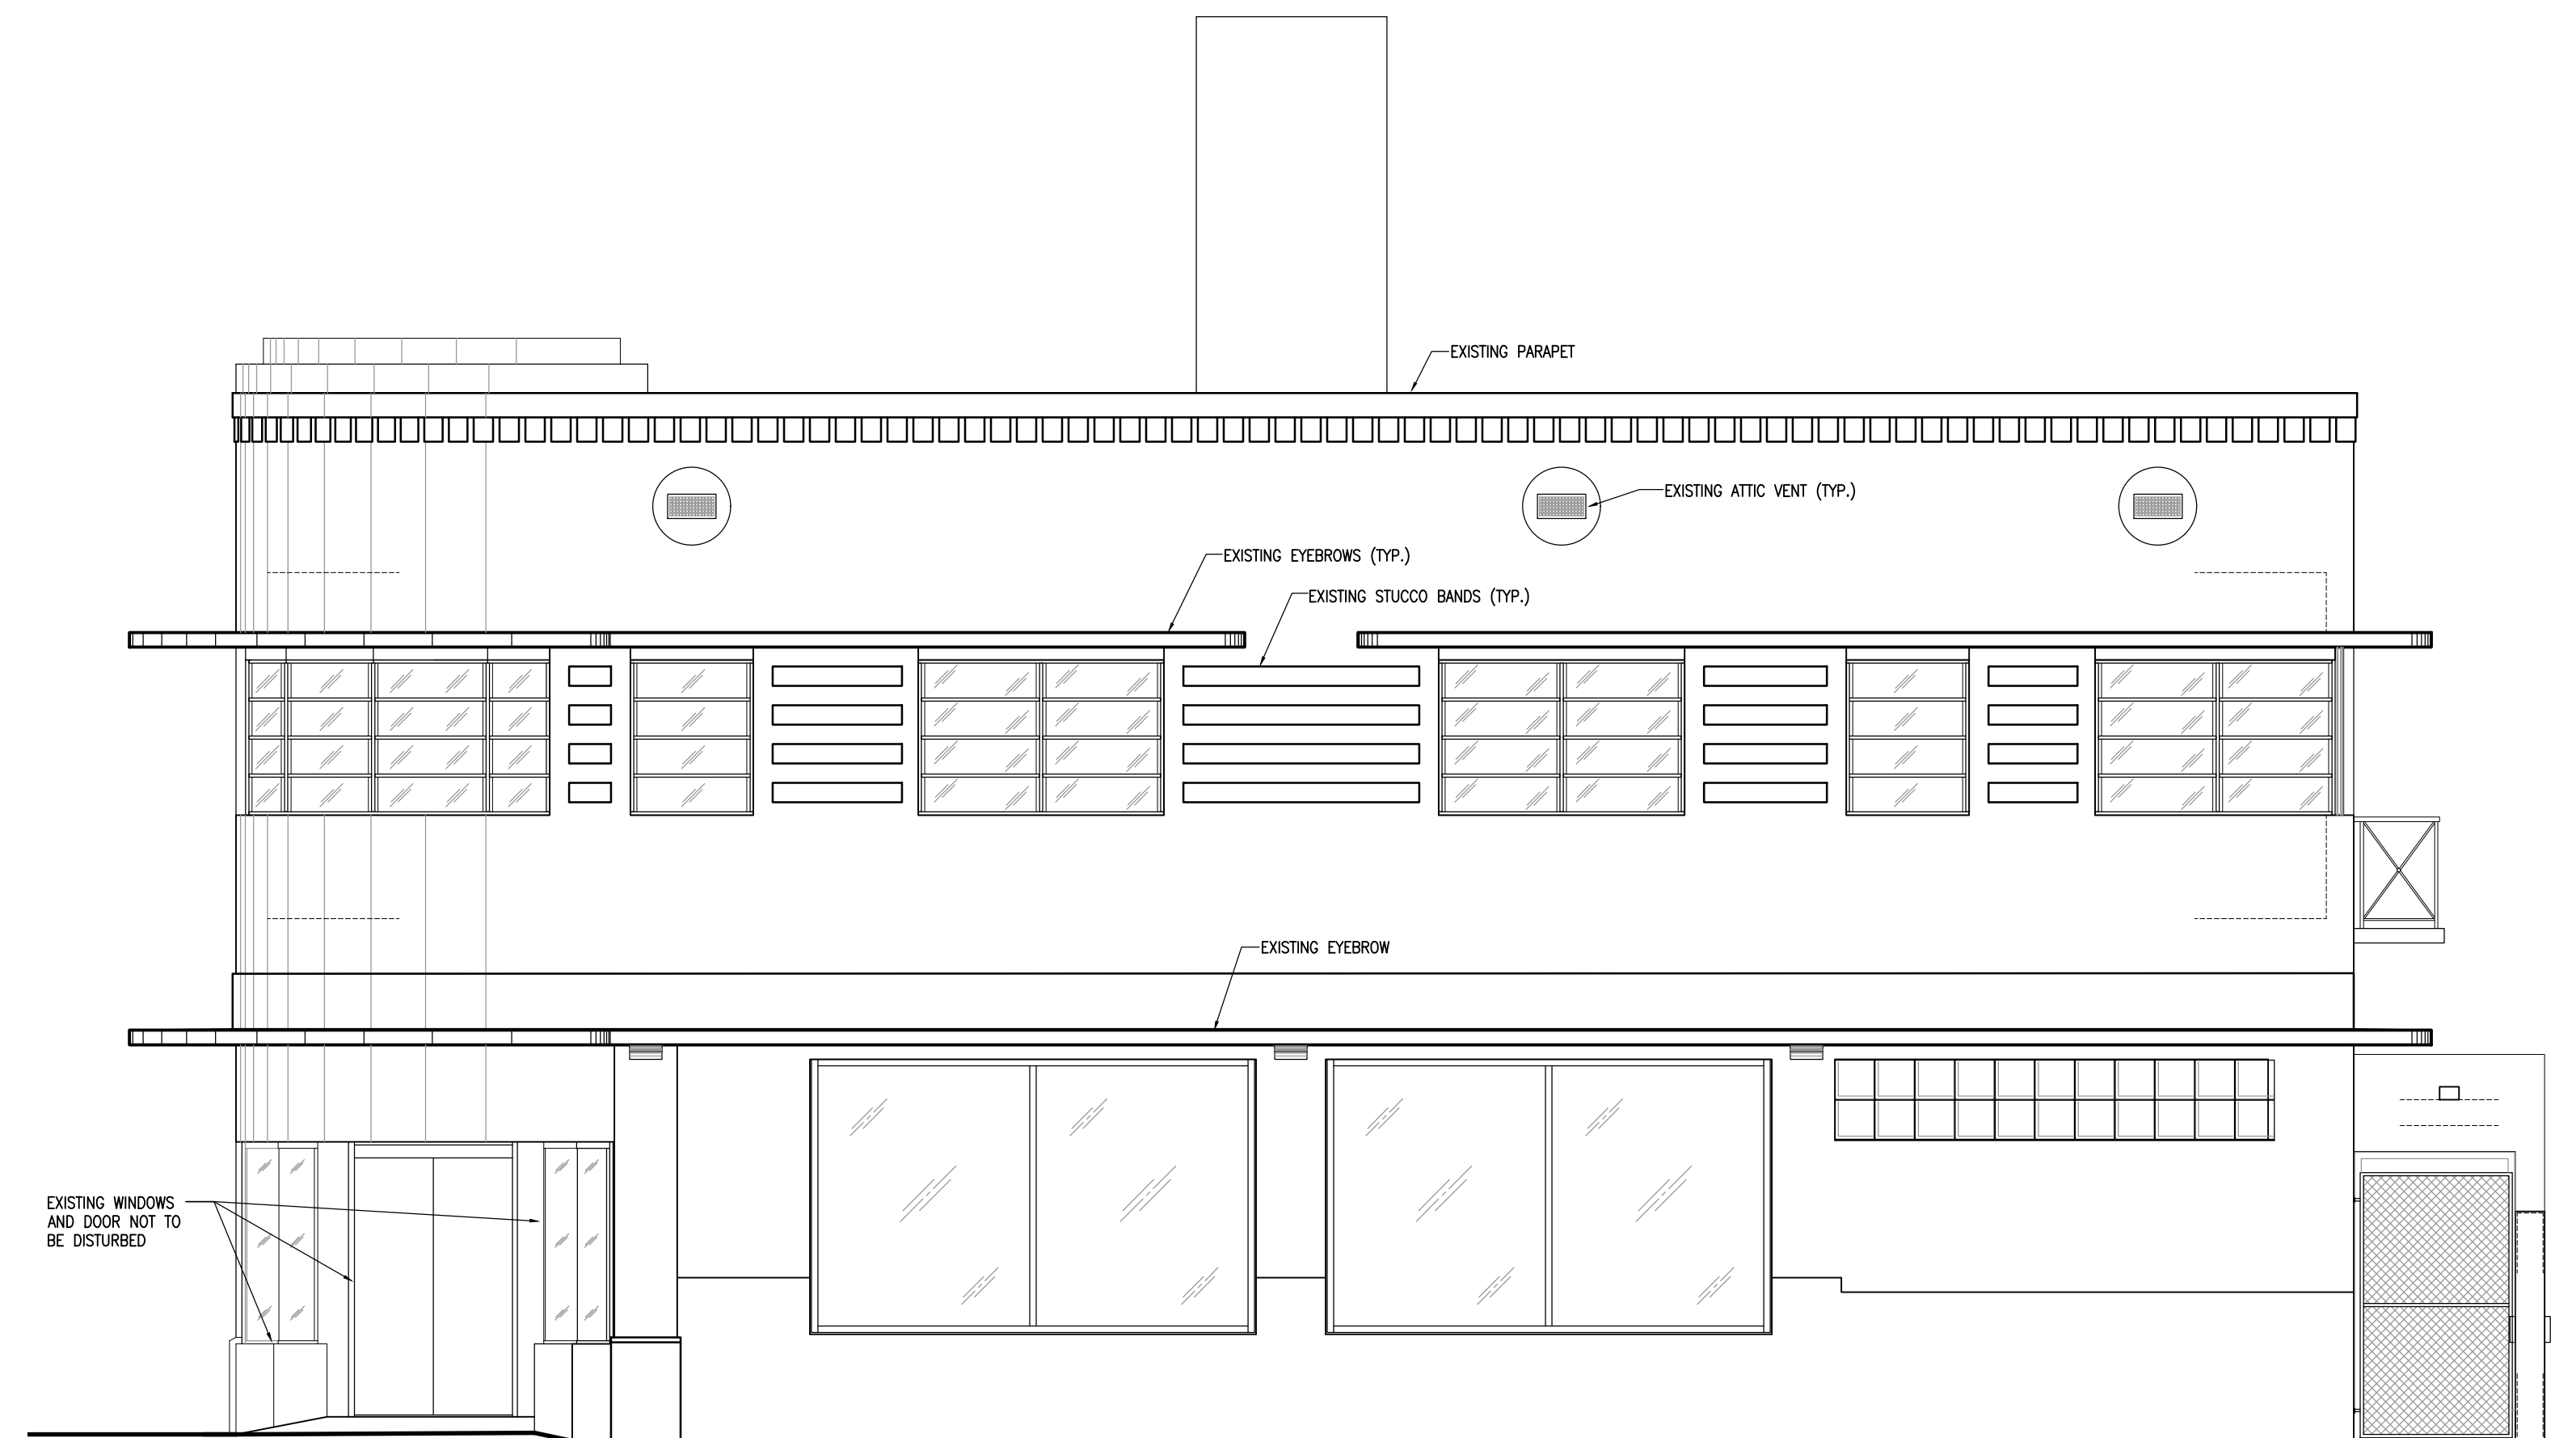 EXISTING PARAPET
EXISTING ATTIC VENT (TYP.)
EXISTING EYEBROWS (TYP.)
EXISTING STUCCO BANDS (TYP.)
EXISTING EYEBROW
EXISTING WINDOWS
AND DOOR NOT TO
BE DISTURBED